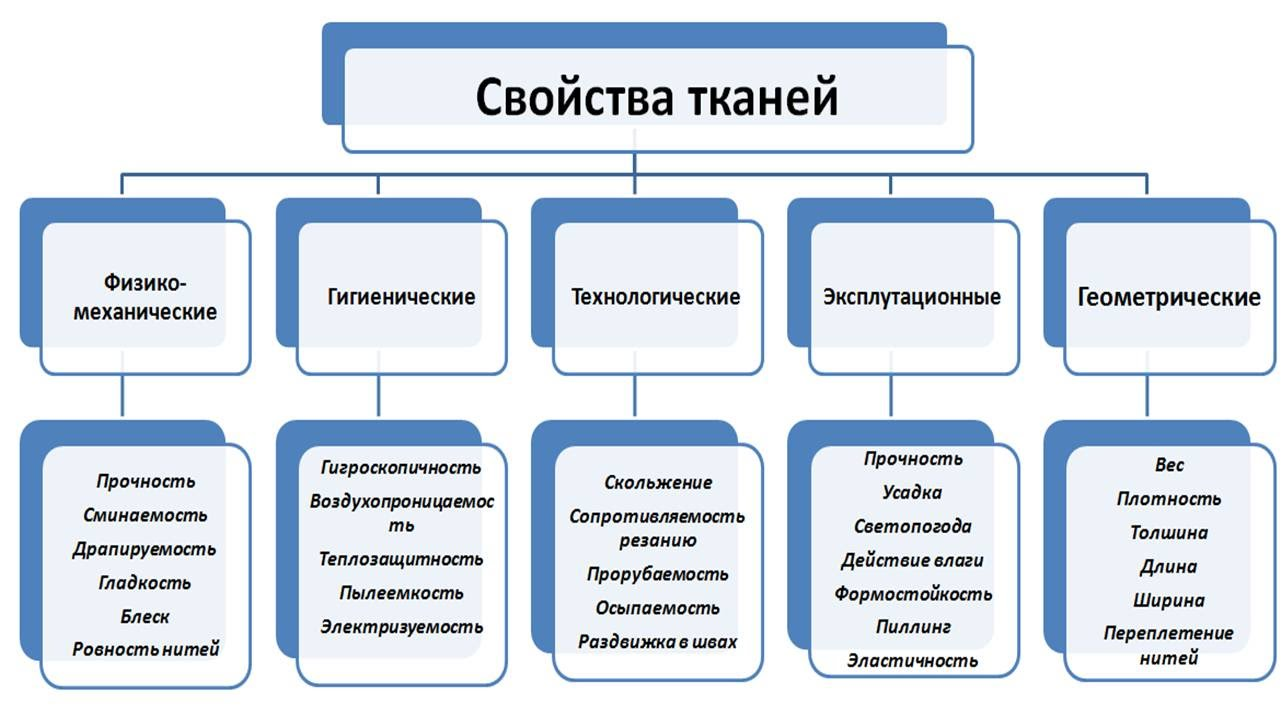 Свойства тканей
Физико-
механические
Гигиенические
Технологические
Эксплутационные
Геометрические
Прочность
Сминаемость
Драпируемость
Гладкость
Блеск
Ровность нитей
Гигроскопичность
Воздухопроницаемос
ть
Теплозащитность
Пылеемкость
Электризуемость
Скольжение
Сопротивляемость
резанию
Прорубаемость
Осыпаемость
Раздвижка в швах
Прочность
Усадка
Светопогода
Действие влаги
Формостойкость
Пиллинг
Эластичность
Вес
Плотность
Толшина
Длина
Ширина
Переплетение
нитей